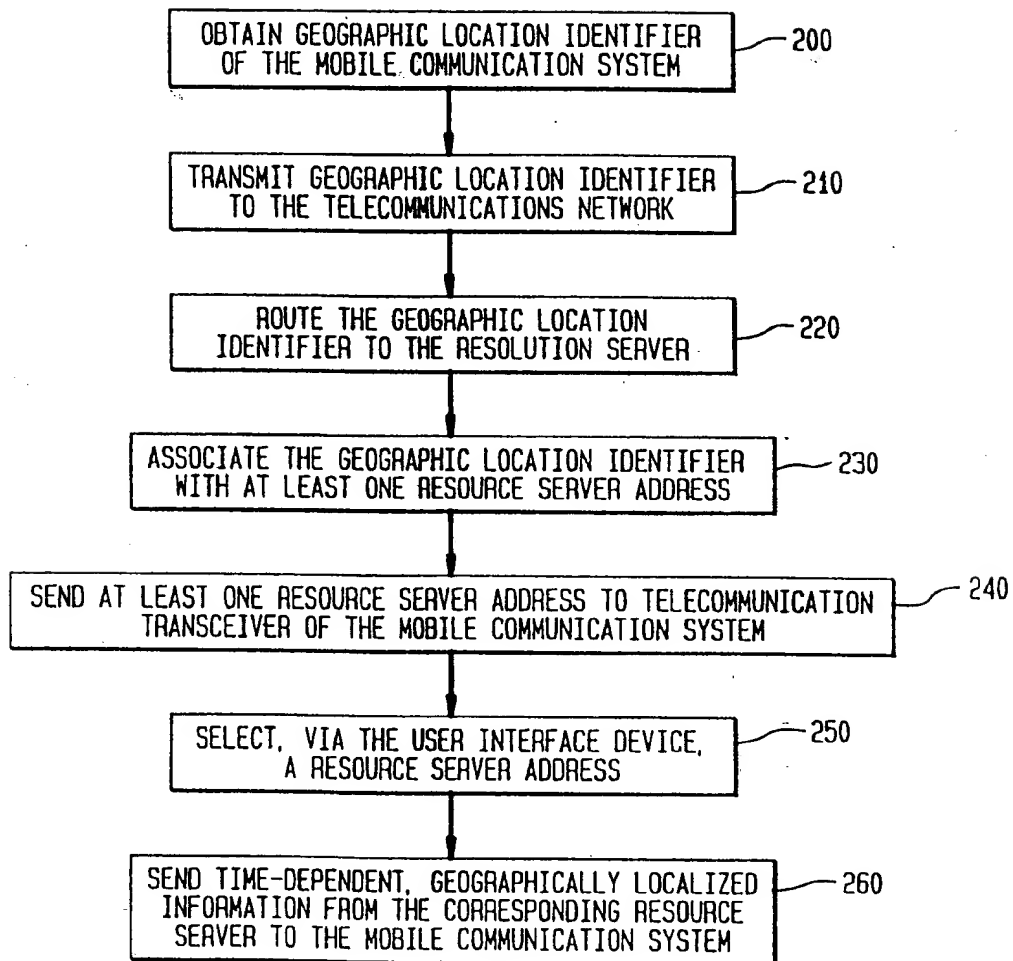 OBTAIN GEOGRAPHIC LOCATION IDENTIFIER
OF THE MOBILE COMMUNICATION SYSTEM
200
TRANSMIT GEOGRAPHIC LOCATION IDENTIFIER
TO THE TELECOMMUNICATIONS NETWORK
210
ROUTE THE GEOGRAPHIC LOCATION
IDENTIFIER TO THE RESOLUTION SERVER
220
ASSOCIATE THE GEOGRAPHIC LOCATION IDENTIFIER
WITH AT LEAST ONE RESOURCE SERVER ADDRESS
230
SEND AT LEAST ONE RESOURCE SERVER ADDRESS TO TELECOMMUNICATION
TRANSCEIVER OF THE MOBILE COMMUNICATION SYSTEM
240
SELECT, VIA THE USER INTERFACE DEVICE,
A RESOURCE SERVER ADDRESS
250
SEND TIME-DEPENDENT, GEOGRAPHICALLY LOCALIZED
INFORMATION FROM THE CORRESPONDING RESOURCE
SERVER TO THE MOBILE COMMUNICATION SYSTEM
260